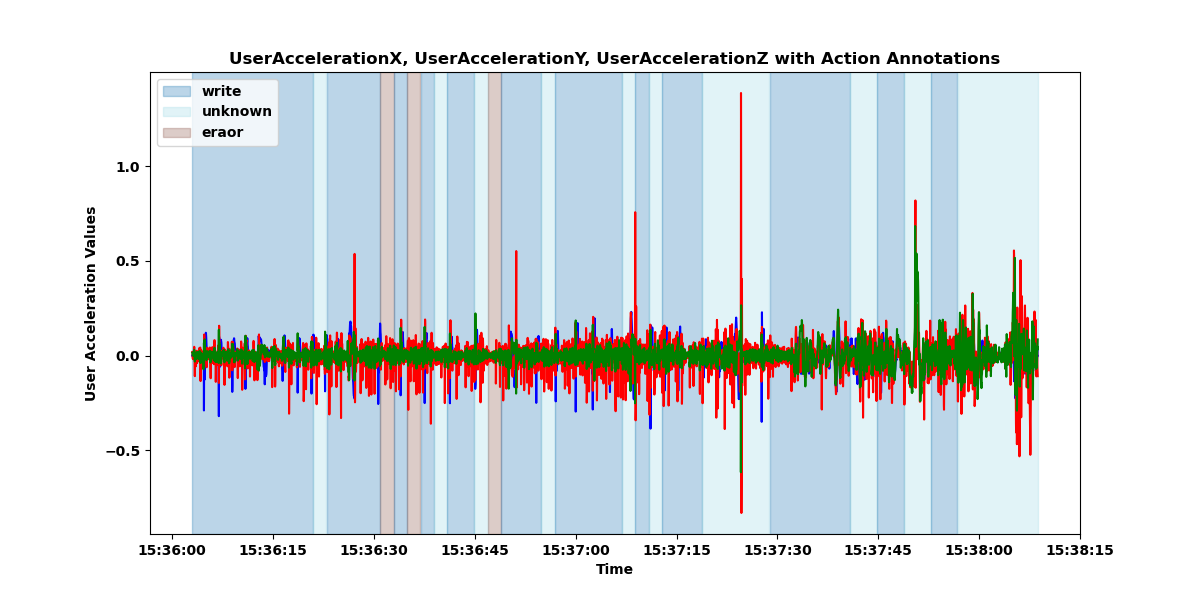 UserAccelerationX, UserAccelerationY, UserAccelerationZ with Action Annotations
write
unknown
eraor
1.0
0.5
0.0
−0.5
User Acceleration Values
15:36:00 15:36:15 15:36:30 15:36:45 15:37:00 15:37:15 15:37:30 15:37:45 15:38:00 15:38:15
Time